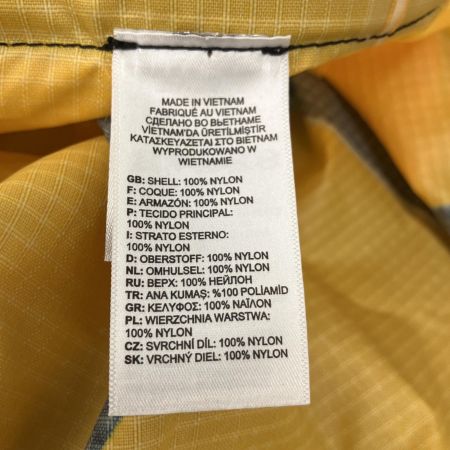 MADE IN VIETNAM
FABRIQUÉ AU VIETNAM
СДЕЛАНО ВО ВЬЕТНАМЕ
VİETNAM'DA ÜRETİLMİŞTİR
ΚΑΤΑΣΚΕΥΑΖΕΤΑΙ ΣΤΟ ΒΙΕΤΝΑΜ
WYPRODUKOWANO W
WIETNAMIE
GB: SHELL: 100% NYLON
F: COQUE: 100% NYLON
E: ARMAZÓN: 100% NYLON
P: TECIDO PRINCIPAL:
100% NYLON
I: STRATO ESTERNO:
100% NYLON
D: OBERSTOFF: 100% NYLON
NL: OMHULSEL: 100% NYLON
RU: ВЕРХ: 100% НЕЙЛОН
TR: ANA KUMAŞ: %100 POLİAMİD
GR: ΚΕΛΥΦΟΣ: 100% ΝΑΪΛΟΝ
PL: WIERZCHNIA WARSTWA:
100% NYLON
CZ: SVRCHNÍ DÍL: 100% NYLON
SK: VRCHNÝ DIEL: 100% NYLON